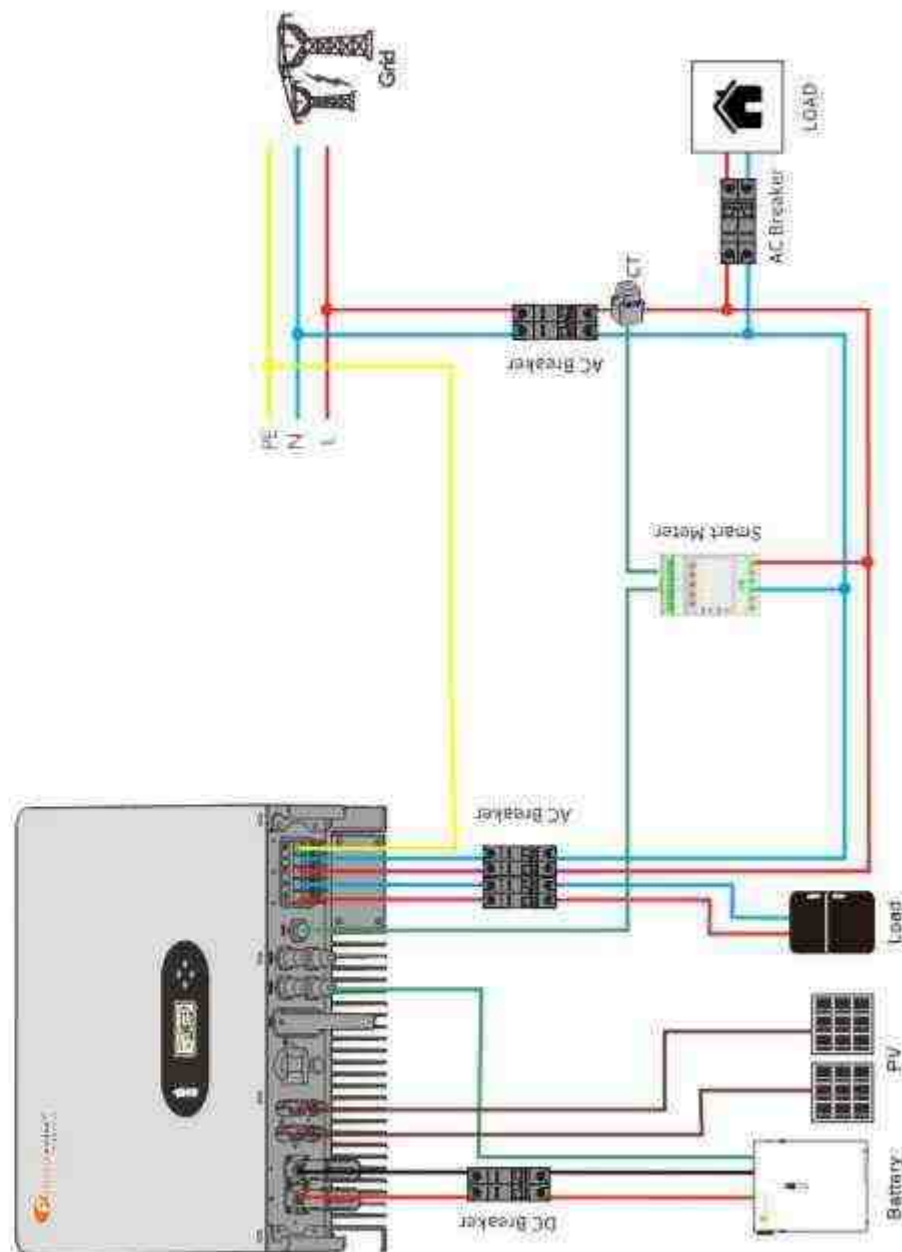 Grid
LOAD
AC Breaker
CT
AC Breaker
PE
N
L
Smart Meter
AC Breaker
Load
PV
Battery
DC Breaker